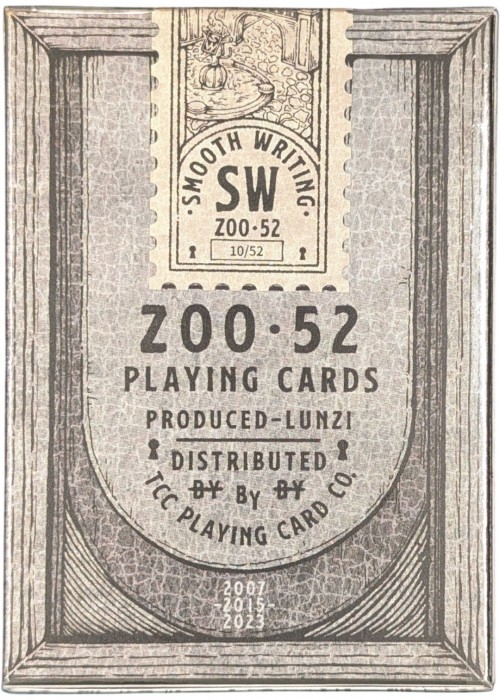 ·SMOOTH WRITING·
SW
ZOO·52
10/52
ZOO·52
PLAYING CARDS
PRODUCED-LUNZI
DISTRIBUTED
BY BY BY
TCC PLAYING CARD CO.
2007
-2015-
2023